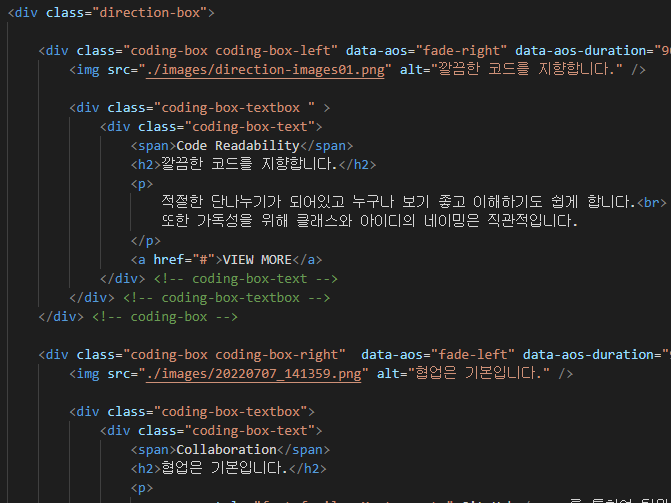 <div class="direction-box">
<div class="coding-box coding-box-left" data-aos="fade-right" data-aos-duration="9
<img src="./images/direction-images01.png" alt="깔끔한 코드를 지향합니다." />
<div class="coding-box-textbox " >
<div class="coding-box-text">
<span>Code Readability</span>
<h2>깔끔한 코드를 지향합니다.</h2>
<p>
적절한 단나누기가 되어있고 누구나 보기 좋고 이해하기도 쉽게 합니다.<br>
또한 가독성을 위해 클래스와 아이디의 네이밍은 직관적입니다.
</p>
<a href="#">VIEW MORE</a>
</div> <!-- coding-box-text -->
</div> <!-- coding-box-textbox -->
</div> <!-- coding-box -->
<div class="coding-box coding-box-right"  data-aos="fade-left" data-aos-duration="
<img src="./images/20220707_141359.png" alt="협업은 기본입니다." />
<div class="coding-box-textbox">
<div class="coding-box-text">
<span>Collaboration</span>
<h2>협업은 기본입니다.</h2>
<p>